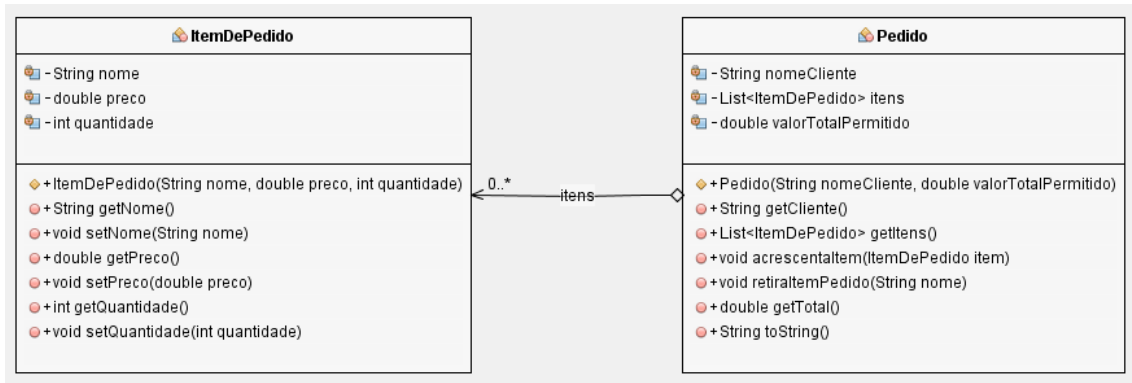 ItemDePedido
- String nome
- double preco
- int quantidade
+ ItemDePedido(String nome, double preco, int quantidade)
+ String getNome()
+ void setNome(String nome)
+ double getPreco()
+ void setPreco(double preco)
+ int getQuantidade()
+ void setQuantidade(int quantidade)
0..*
itens
Pedido
- String nomeCliente
- List<ItemDePedido> itens
- double valorTotalPermitido
+ Pedido(String nomeCliente, double valorTotalPermitido)
+ String getCliente()
+ List<ItemDePedido> getItens()
+ void acrescentaItem(ItemDePedido item)
+ void retiraItemPedido(String nome)
+ double getTotal()
+ String toString()